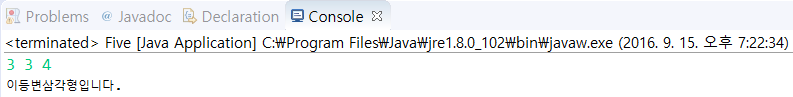 Problems @ Javadoc Declaration Console
<terminated> Five [Java Application] C:₩Program Files₩Java₩jre1.8.0_102₩bin₩javaw.exe (2016. 9. 15. 오후 7:22:34)
3 3 4
이등변삼각형입니다.